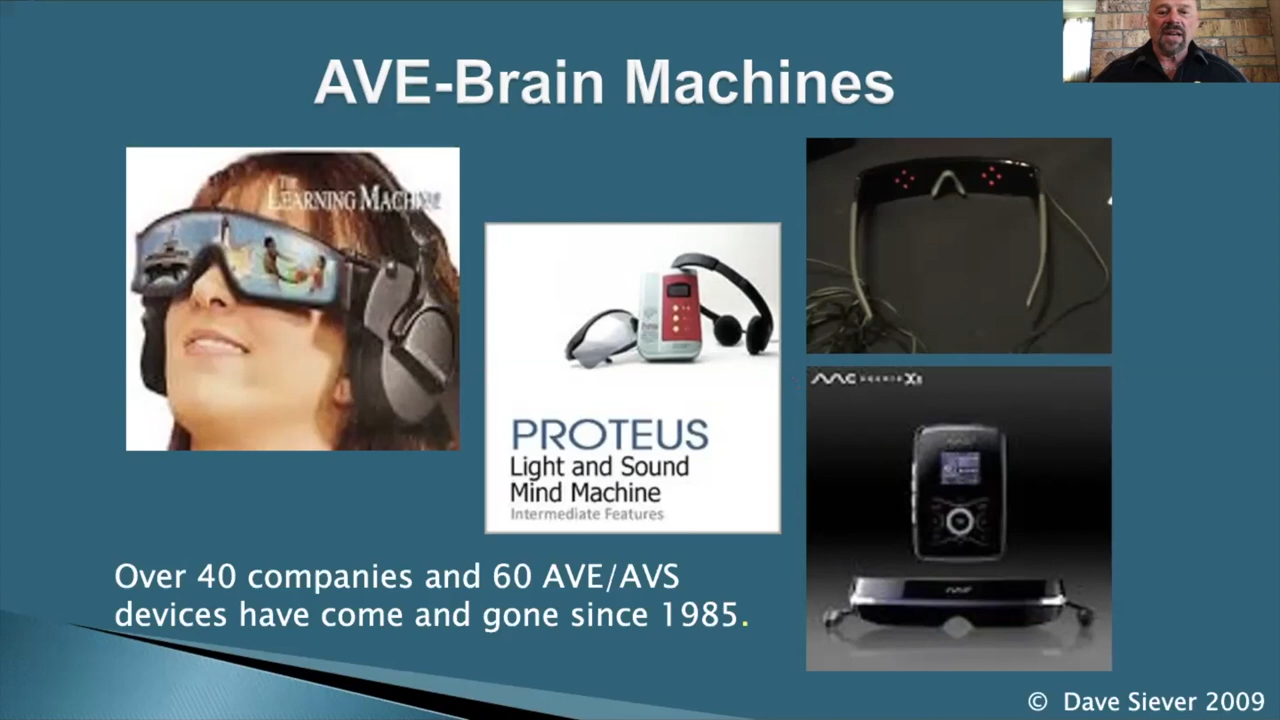 AVE-Brain Machines
THE
LEARNING MACHINE
PROTEUS
Light and Sound
Mind Machine
Intermediate Features
Over 40 companies and 60 AVE/AVS
devices have come and gone since 1985.
© Dave Siever 2009